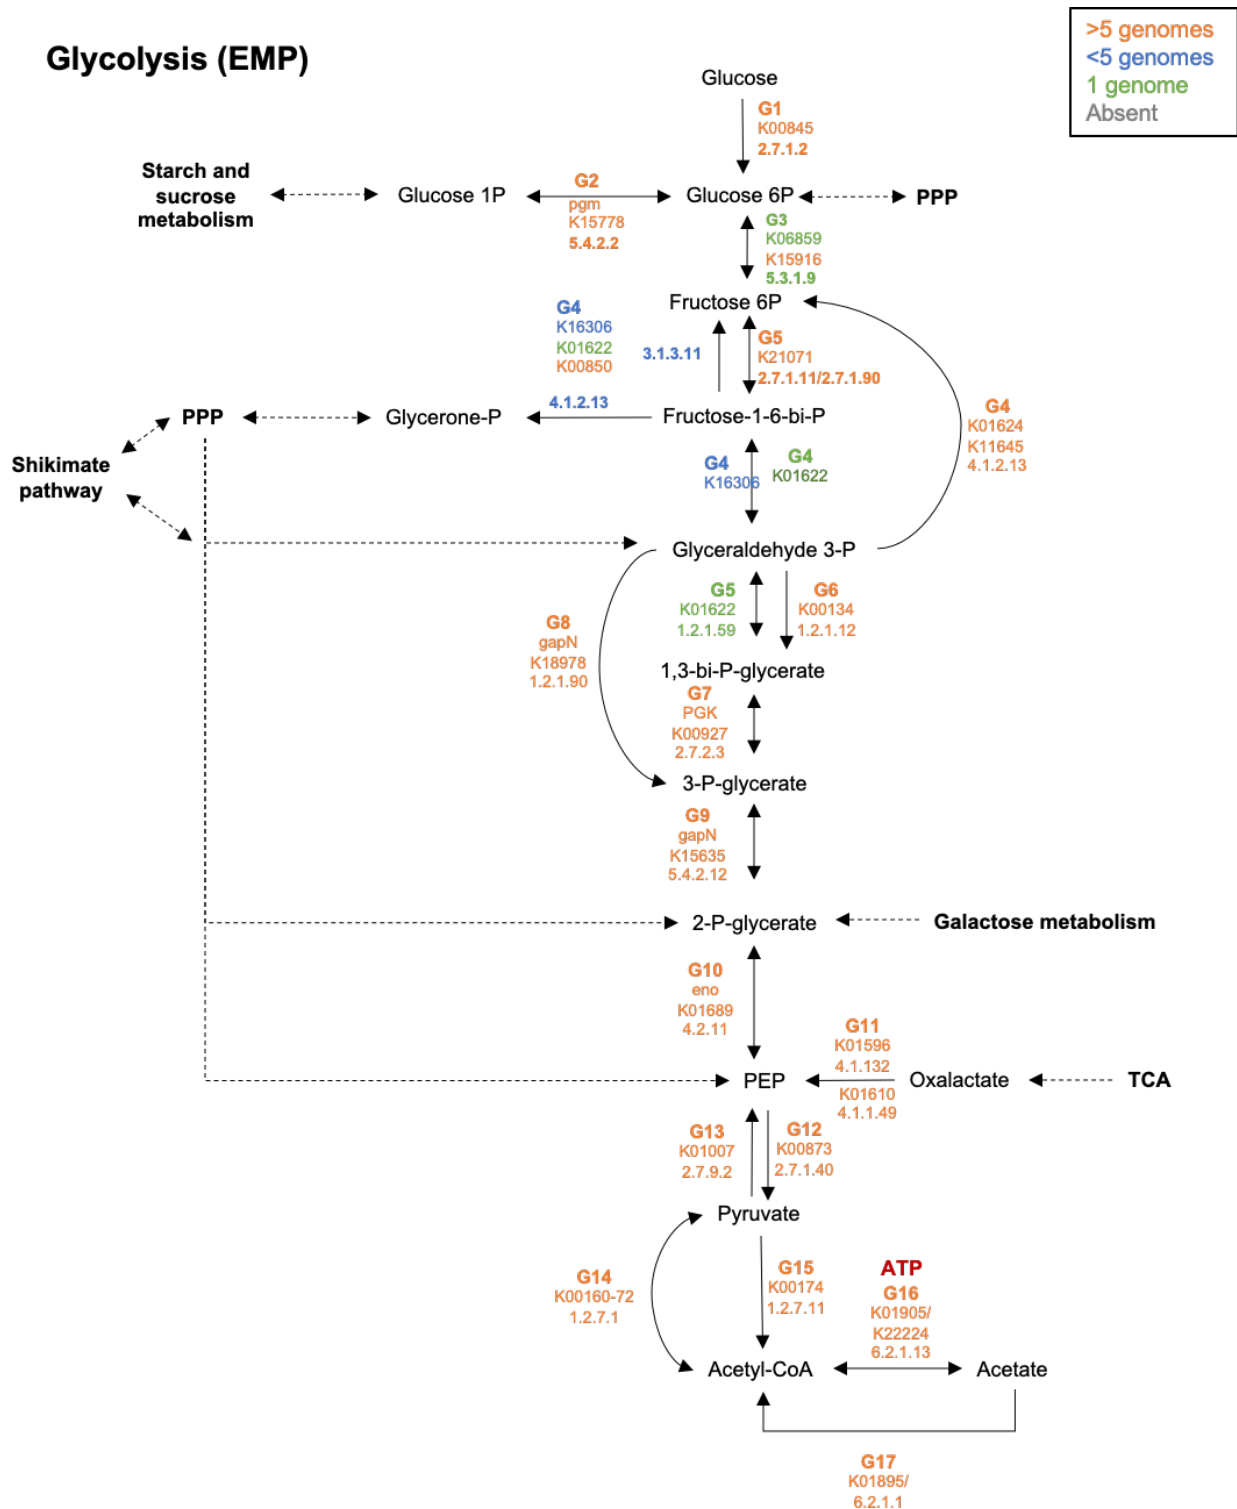 Glycolysis (EMP)
>5 genomes
<5 genomes
1 genome
Absent
Glucose
G1
K00845
2.7.1.2
Starch and
sucrose
metabolism
Glucose 1P
G2
pgm
K15778
5.4.2.2
Glucose 6P
PPP
G3
K06859
K15916
5.3.1.9
Fructose 6P
G4
K16306
K01622
K00850
3.1.3.11
G5
K21071
2.7.1.11/2.7.1.90
4.1.2.13
PPP
Glycerone-P
Fructose-1-6-bi-P
G4
K01624
K11645
4.1.2.13
Shikimate
pathway
G4
K16306
G4
K01622
Glyceraldehyde 3-P
G5
K01622
1.2.1.59
G6
K00134
1.2.1.12
G8
gapN
K18978
1.2.1.90
1,3-bi-P-glycerate
G7
PGK
K00927
2.7.2.3
3-P-glycerate
G9
gapN
K15635
5.4.2.12
2-P-glycerate
Galactose metabolism
G10
eno
K01689
4.2.11
G11
K01596
4.1.132
PEP
Oxalactate
TCA
K01610
4.1.1.49
G13
K01007
2.7.9.2
G12
K00873
2.7.1.40
Pyruvate
G14
K00160-72
1.2.7.1
G15
K00174
1.2.7.11
ATP
G16
K01905/
K22224
6.2.1.13
Acetyl-CoA
Acetate
G17
K01895/
6.2.1.1